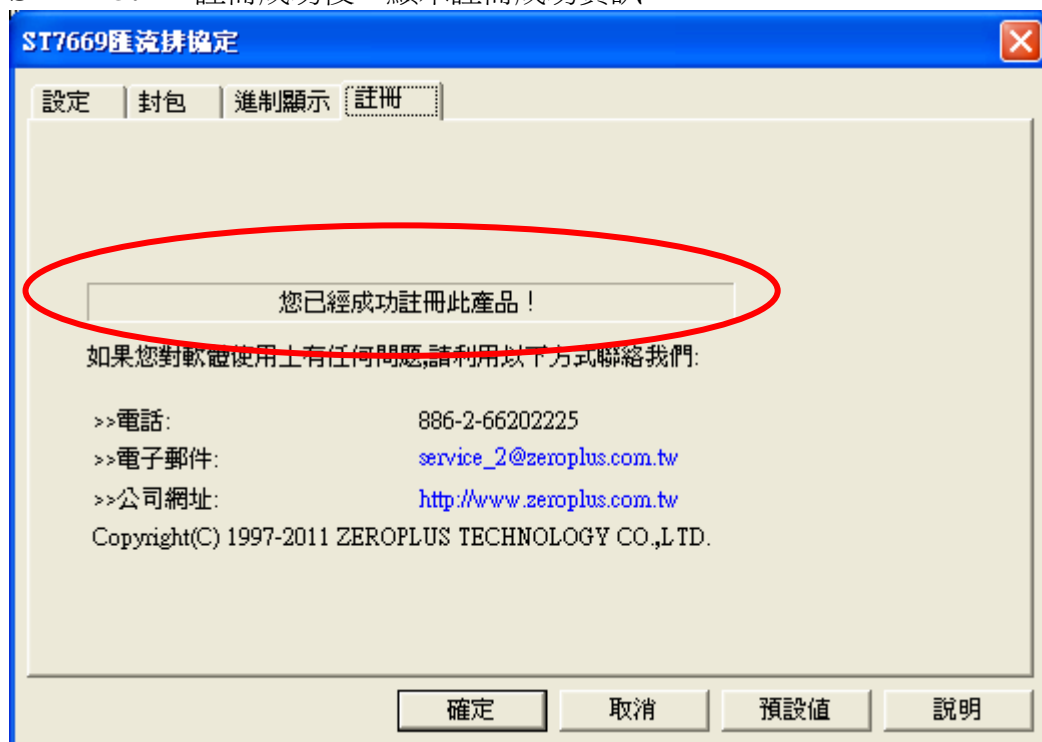 ST7669匯流排協定
設定 封包 進制顯示 註冊
您已經成功註冊此產品！
如果您對軟體使用上有任何問題,請利用以下方式聯絡我們:
>>電話: 886-2-66202225
>>電子郵件: service_2@zeroplus.com.tw
>>公司網址: http://www.zeroplus.com.tw
Copyright(C) 1997-2011 ZEROPLUS TECHNOLOGY CO.,LTD.
確定 取消 預設值 說明